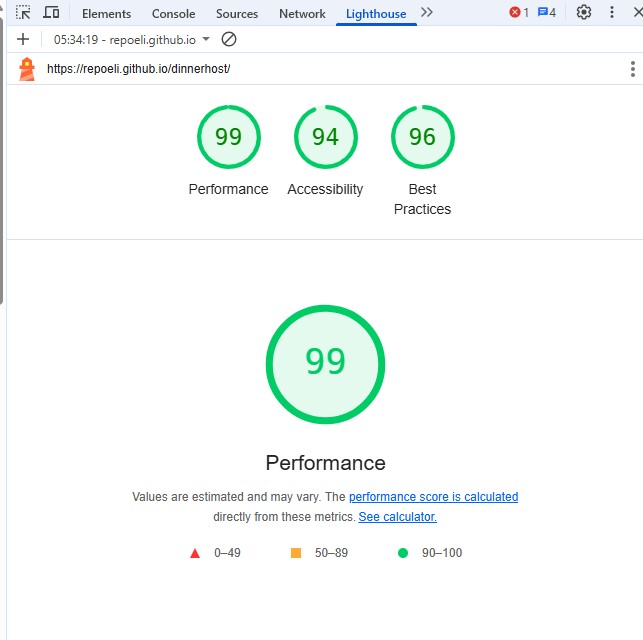 Elements Console Sources Network Lighthouse 1 4
05:34:19 - repoeli.github.io
https://repoeli.github.io/dinnerhost/
99 94 96
Performance Accessibility Best
Practices
99
Performance
Values are estimated and may vary. The performance score is calculated
directly from these metrics. See calculator.
0–49 50–89 90–100